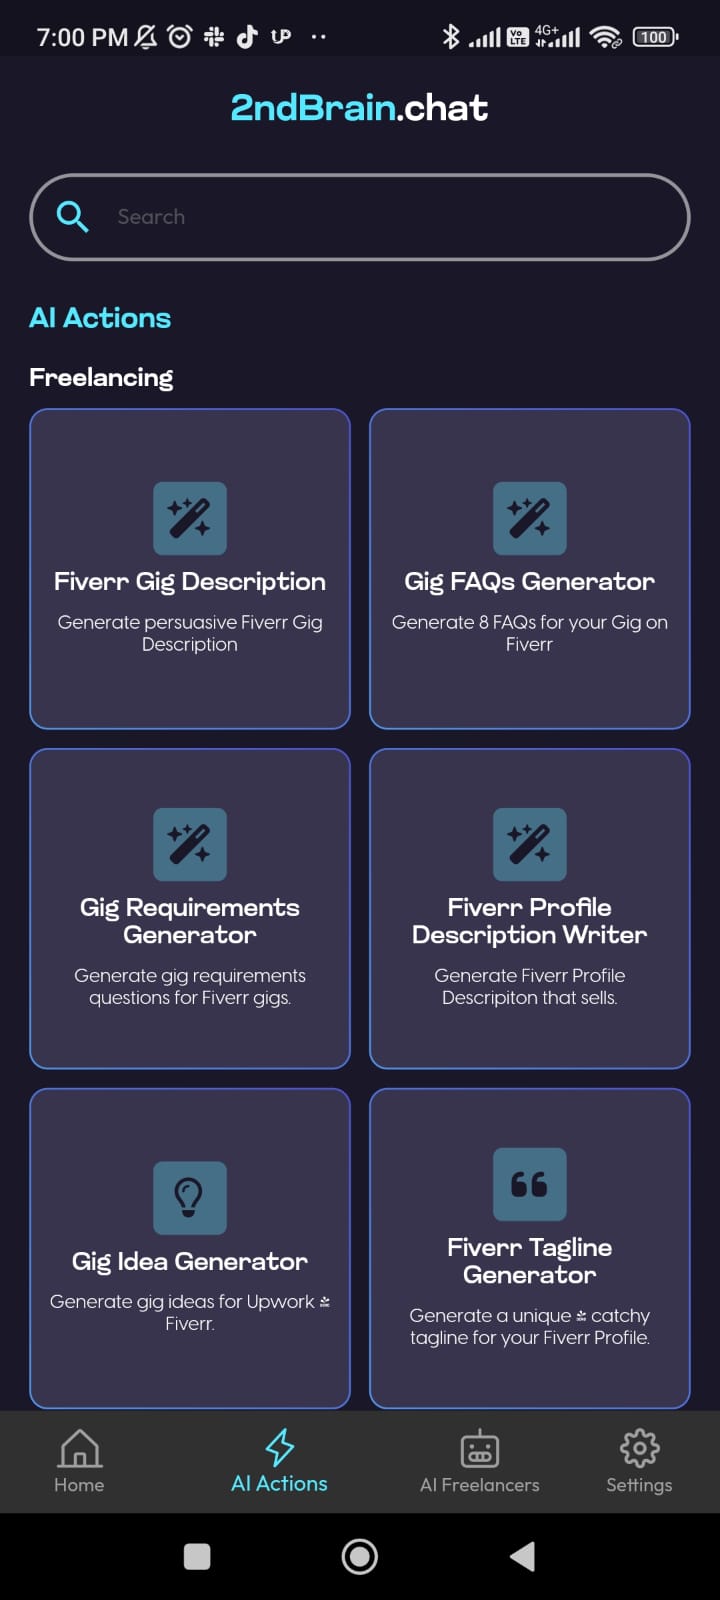 7:00 PM
Vo LTE
4G+
100
2ndBrain.chat
Search
AI Actions
Freelancing
Fiverr Gig Description
Generate persuasive Fiverr Gig
Description
Gig FAQs Generator
Generate 8 FAQs for your Gig on
Fiverr
Gig Requirements
Generator
Generate gig requirements
questions for Fiverr gigs.
Fiverr Profile
Description Writer
Generate Fiverr Profile
Descripiton that sells.
Gig Idea Generator
Generate gig ideas for Upwork
Fiverr.
Fiverr Tagline
Generator
Generate a unique catchy
tagline for your Fiverr Profile.
Home
AI Actions
AI Freelancers
Settings